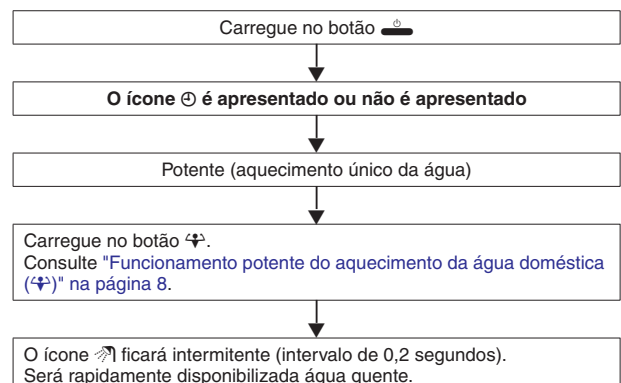 Carregue no botão
O ícone é apresentado ou não é apresentado
Potente (aquecimento único da água)
Carregue no botão .
Consulte "Funcionamento potente do aquecimento da água doméstica
()" na página 8.
O ícone ficará intermitente (intervalo de 0,2 segundos).
Será rapidamente disponibilizada água quente.